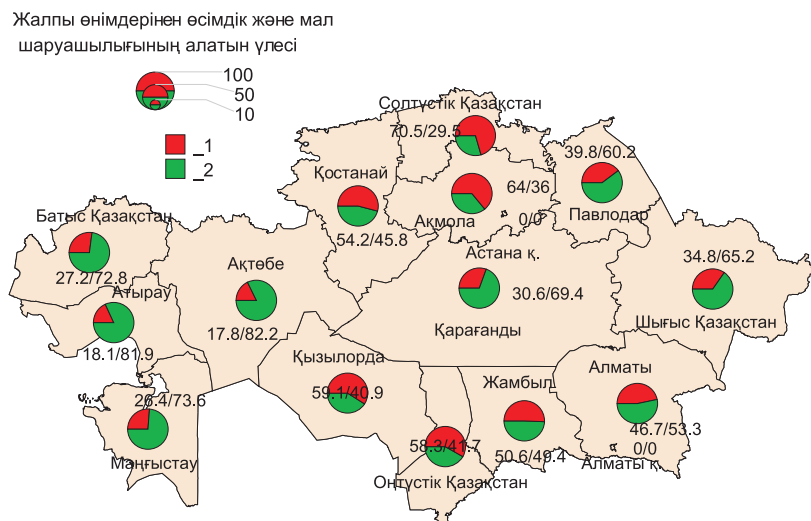 Жалпы өнімдерінен өсімдік және мал
шаруашылығының алатын үлесі
100
50
10
_1
_2
Солтүстік Қазақстан
70.5/29.5
39.8/60.2
Қостанай
64/36
Ақмола
0/0
Павлодар
Батыс Қазақстан
54.2/45.8
27.2/72.8
Ақтөбе
Астана қ.
34.8/65.2
Атырау
30.6/69.4
17.8/82.2
Қарағанды
Шығыс Қазақстан
18.1/81.9
Қызылорда
Жамбыл
Алматы
26.4/73.6
59.1/40.9
46.7/53.3
58.3/41.7
50.6/49.4
0/0
Маңғыстау
Алматы қ.
Оңтүстік Қазақстан